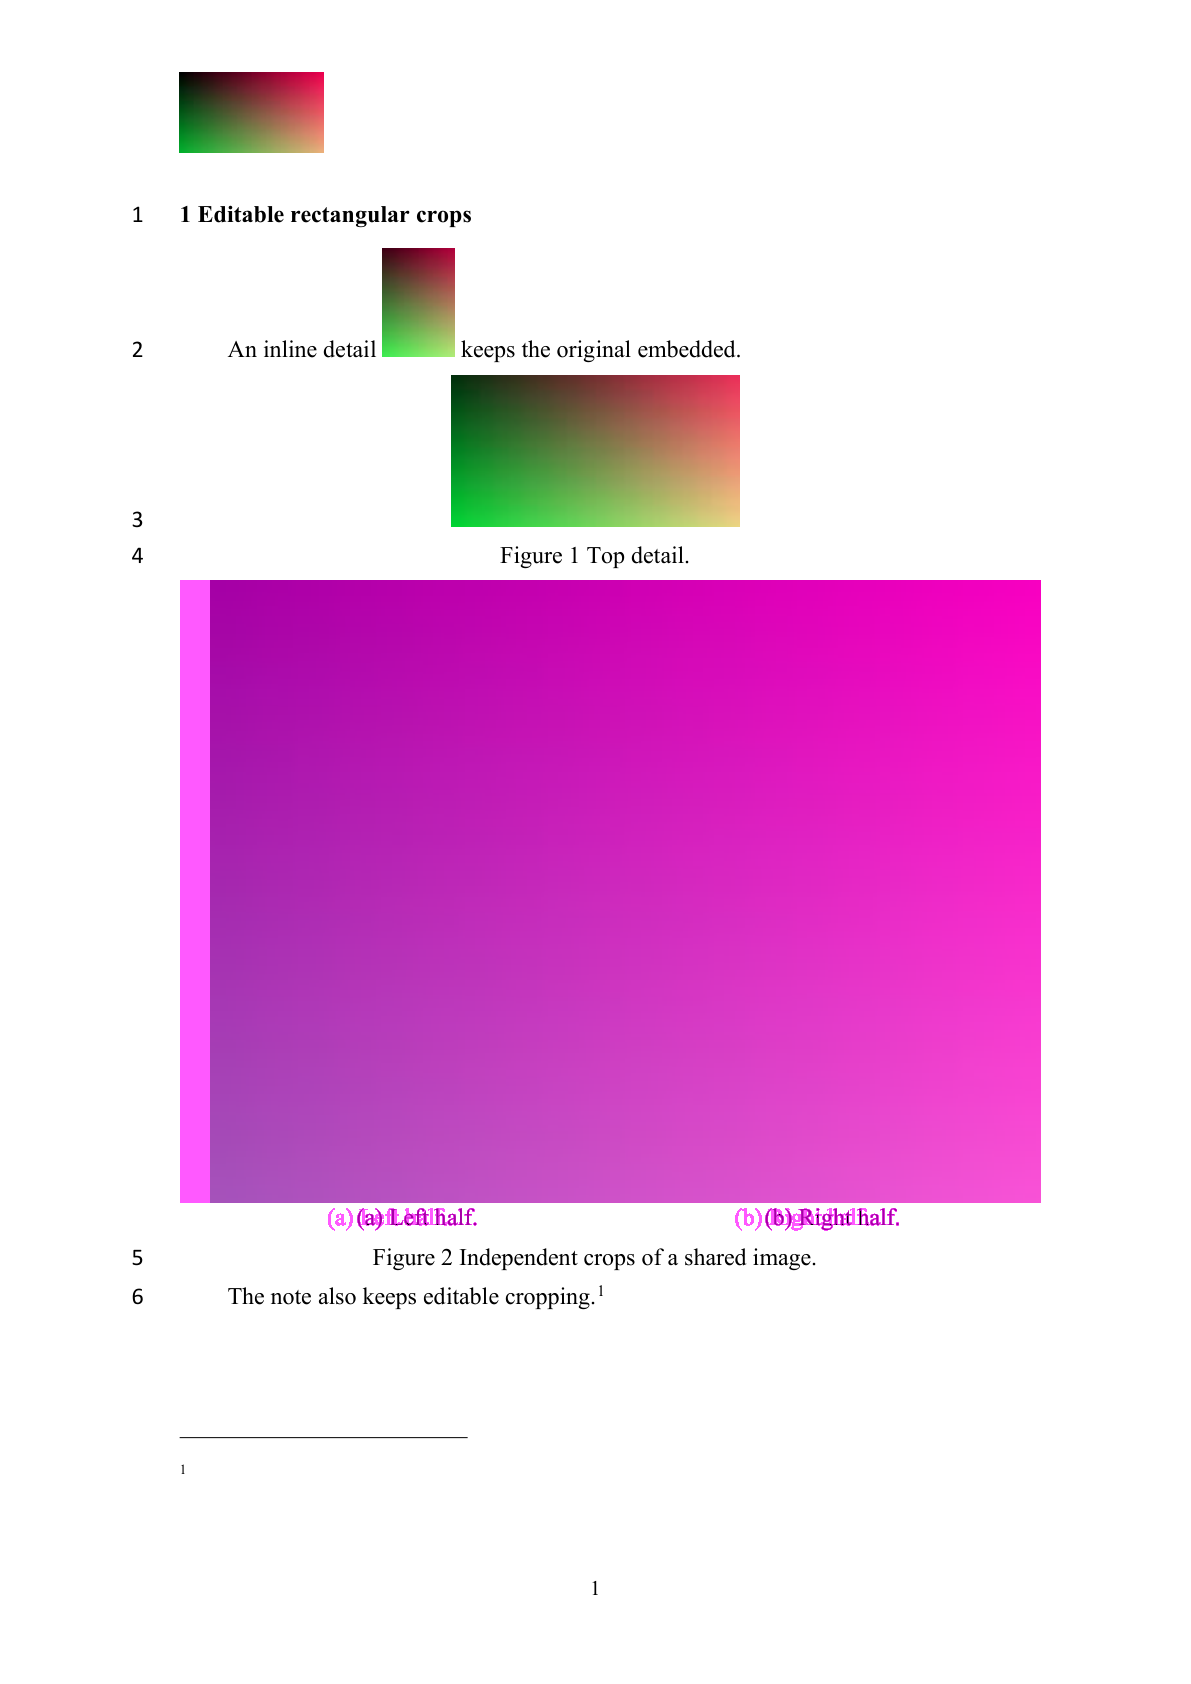 1 1 Editable rectangular crops
2 An inline detail keeps the original embedded.
3
4 Figure 1 Top detail.
(a) Left half. (b) Right half.
5 Figure 2 Independent crops of a shared image.
6 The note also keeps editable cropping.1
1
1